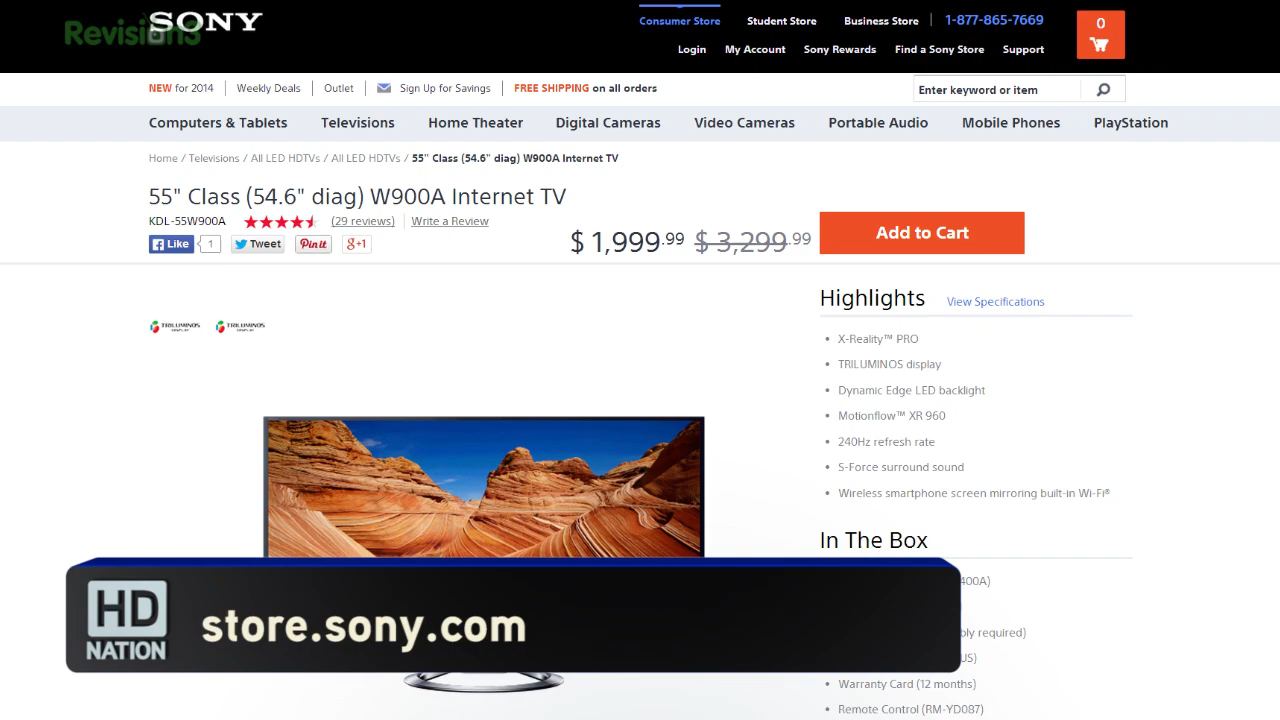 Revision3
SONY
Consumer Store Student Store Business Store 1-877-865-7669
0
Login My Account Sony Rewards Find a Sony Store Support
NEW for 2014 Weekly Deals Outlet Sign Up for Savings FREE SHIPPING on all orders
Enter keyword or item
Computers & Tablets Televisions Home Theater Digital Cameras Video Cameras Portable Audio Mobile Phones PlayStation
Home / Televisions / All LED HDTVs / All LED HDTVs / 55" Class (54.6" diag) W900A Internet TV
55" Class (54.6" diag) W900A Internet TV
KDL-55W900A (29 reviews) Write a Review
Like 1 Tweet Pin it g+1
$ 1,999.99 $ 3,299.99
Add to Cart
Highlights View Specifications
TRILUMINOS DISPLAY TRILUMINOS DISPLAY
• X-Reality™ PRO
• TRILUMINOS display
• Dynamic Edge LED backlight
• Motionflow™ XR 960
• 240Hz refresh rate
• S-Force surround sound
• Wireless smartphone screen mirroring built-in Wi-Fi®
In The Box
400A)
bly required)
US)
• Warranty Card (12 months)
• Remote Control (RM-YD087)
HD
NATION
store.sony.com